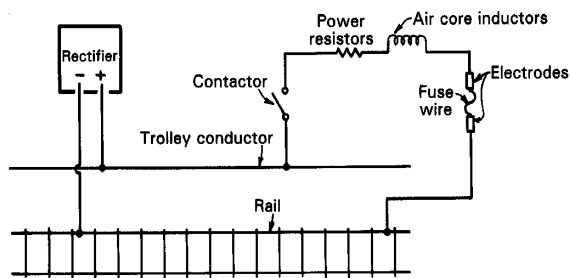 Power
resistors
Air core inductors
Rectifier
- +
Contactor
Electrodes
Fuse
wire
Trolley conductor
Rail